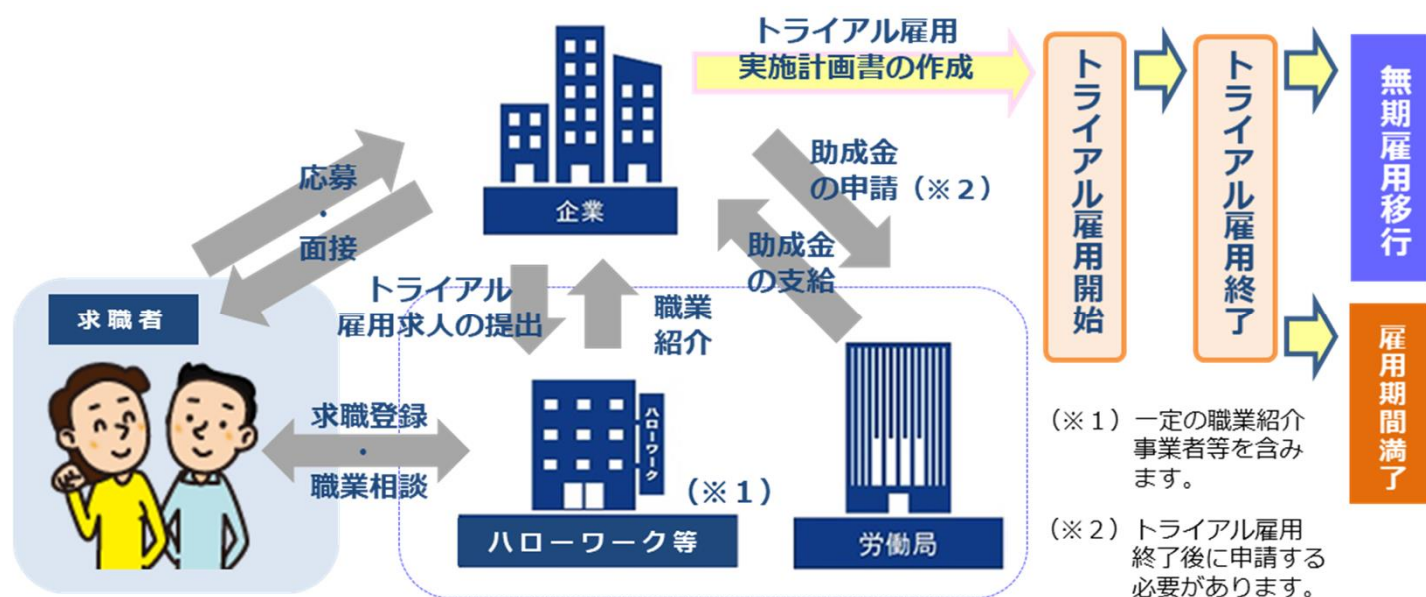 トライアル雇用
実施計画書の作成
トライアル雇用開始
トライアル雇用終了
無期雇用移行
雇用期間満了
企業
応募
・
面接
助成金
の申請（※２）
助成金
の支給
トライアル
雇用求人の提出
職業
紹介
求職者
求職登録
・
職業相談
ハローワーク
（※１）
ハローワーク等
労働局
（※１）一定の職業紹介
事業者等を含み
ます。
（※２）トライアル雇用
終了後に申請する
必要があります。